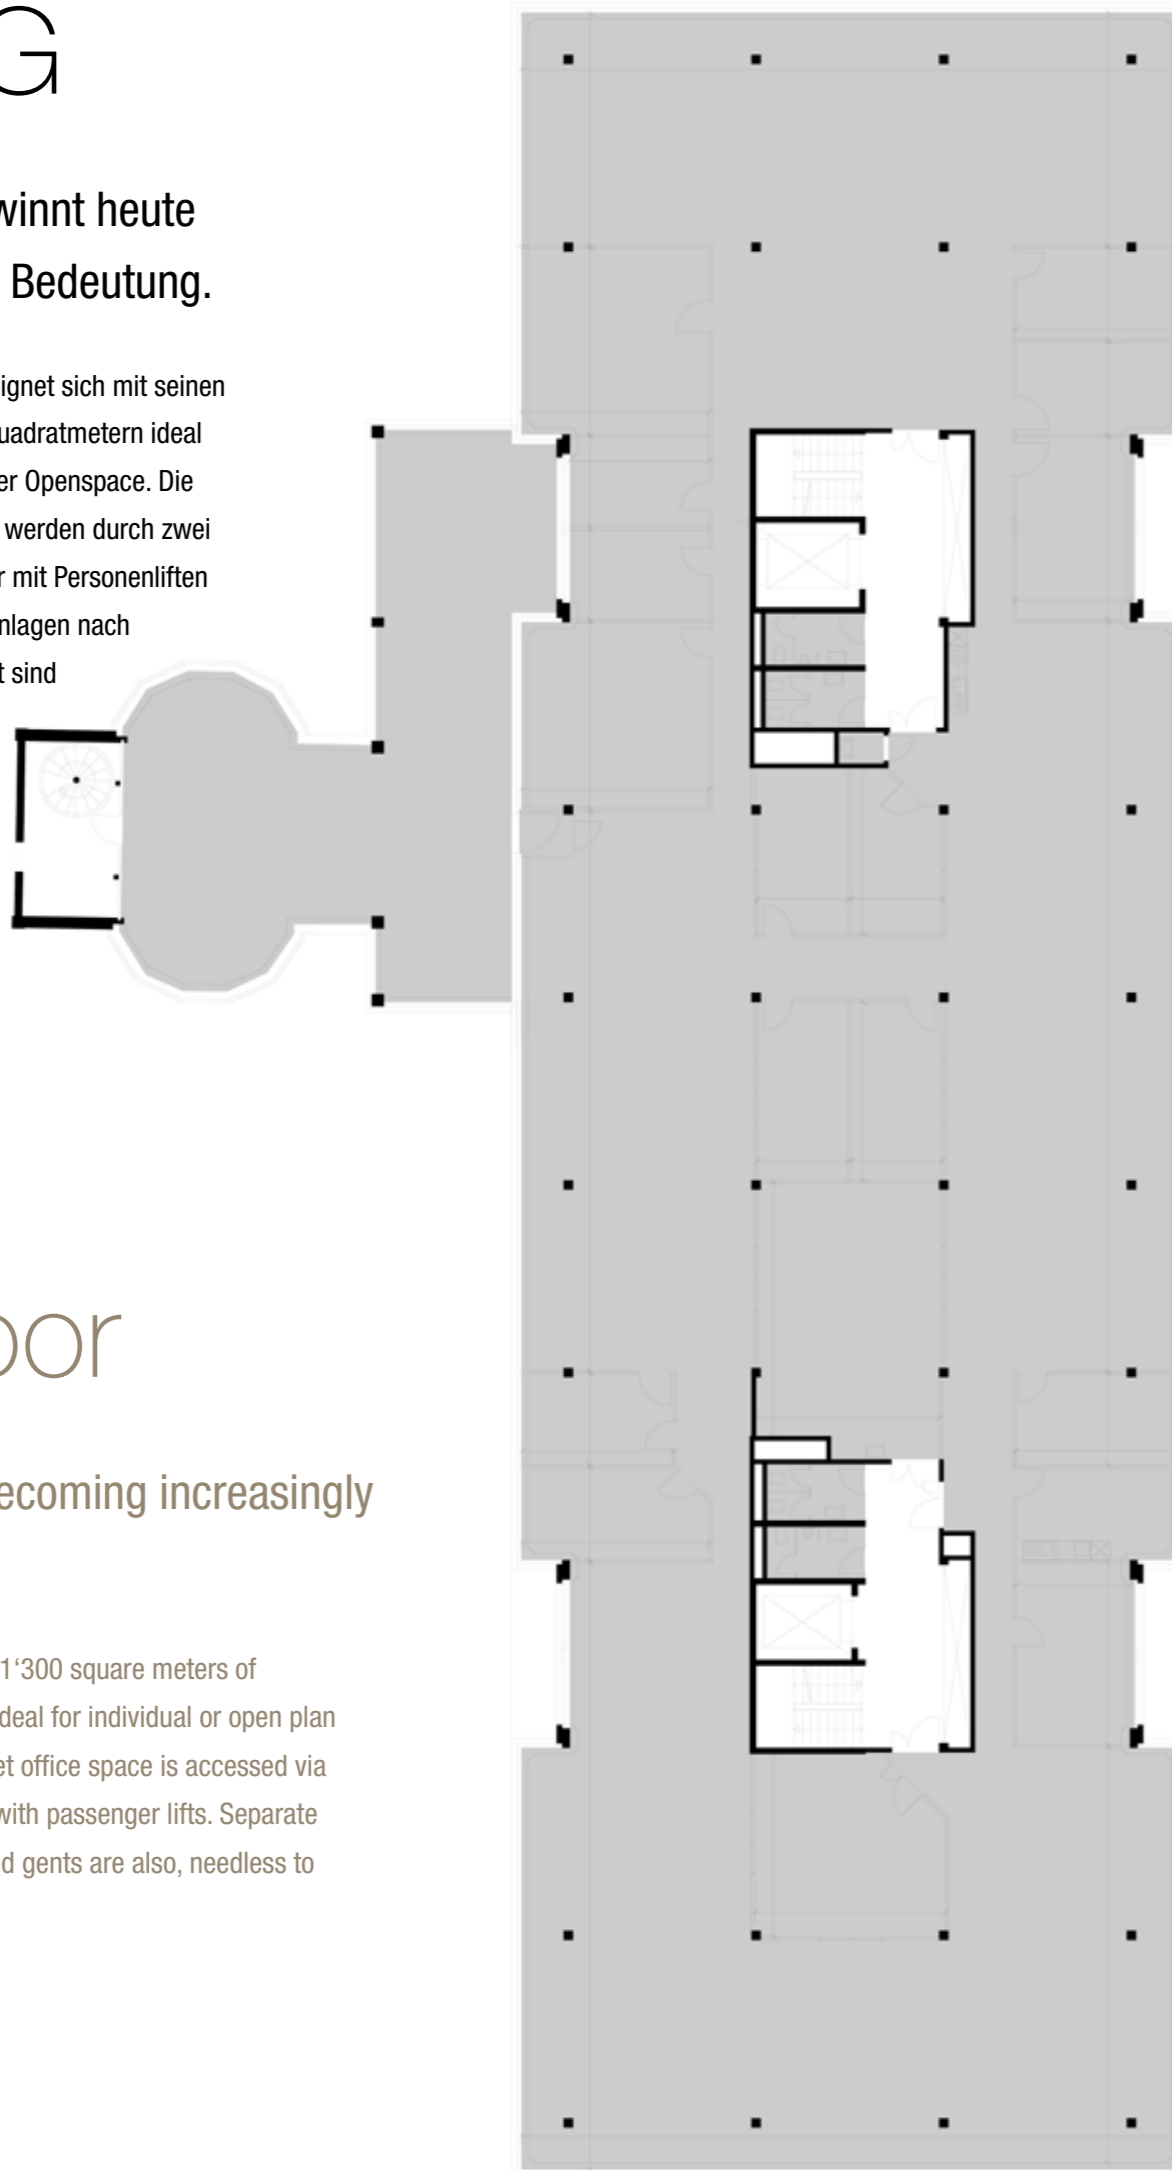 G
winnt heute
Bedeutung.
ignet sich mit seinen
uadratmetern ideal
er Openspace. Die
werden durch zwei
r mit Personenliften
nlagen nach
t sind
oor
ecoming increasingly
1‘300 square meters of
deal for individual or open plan
et office space is accessed via
with passenger lifts. Separate
d gents are also, needless to